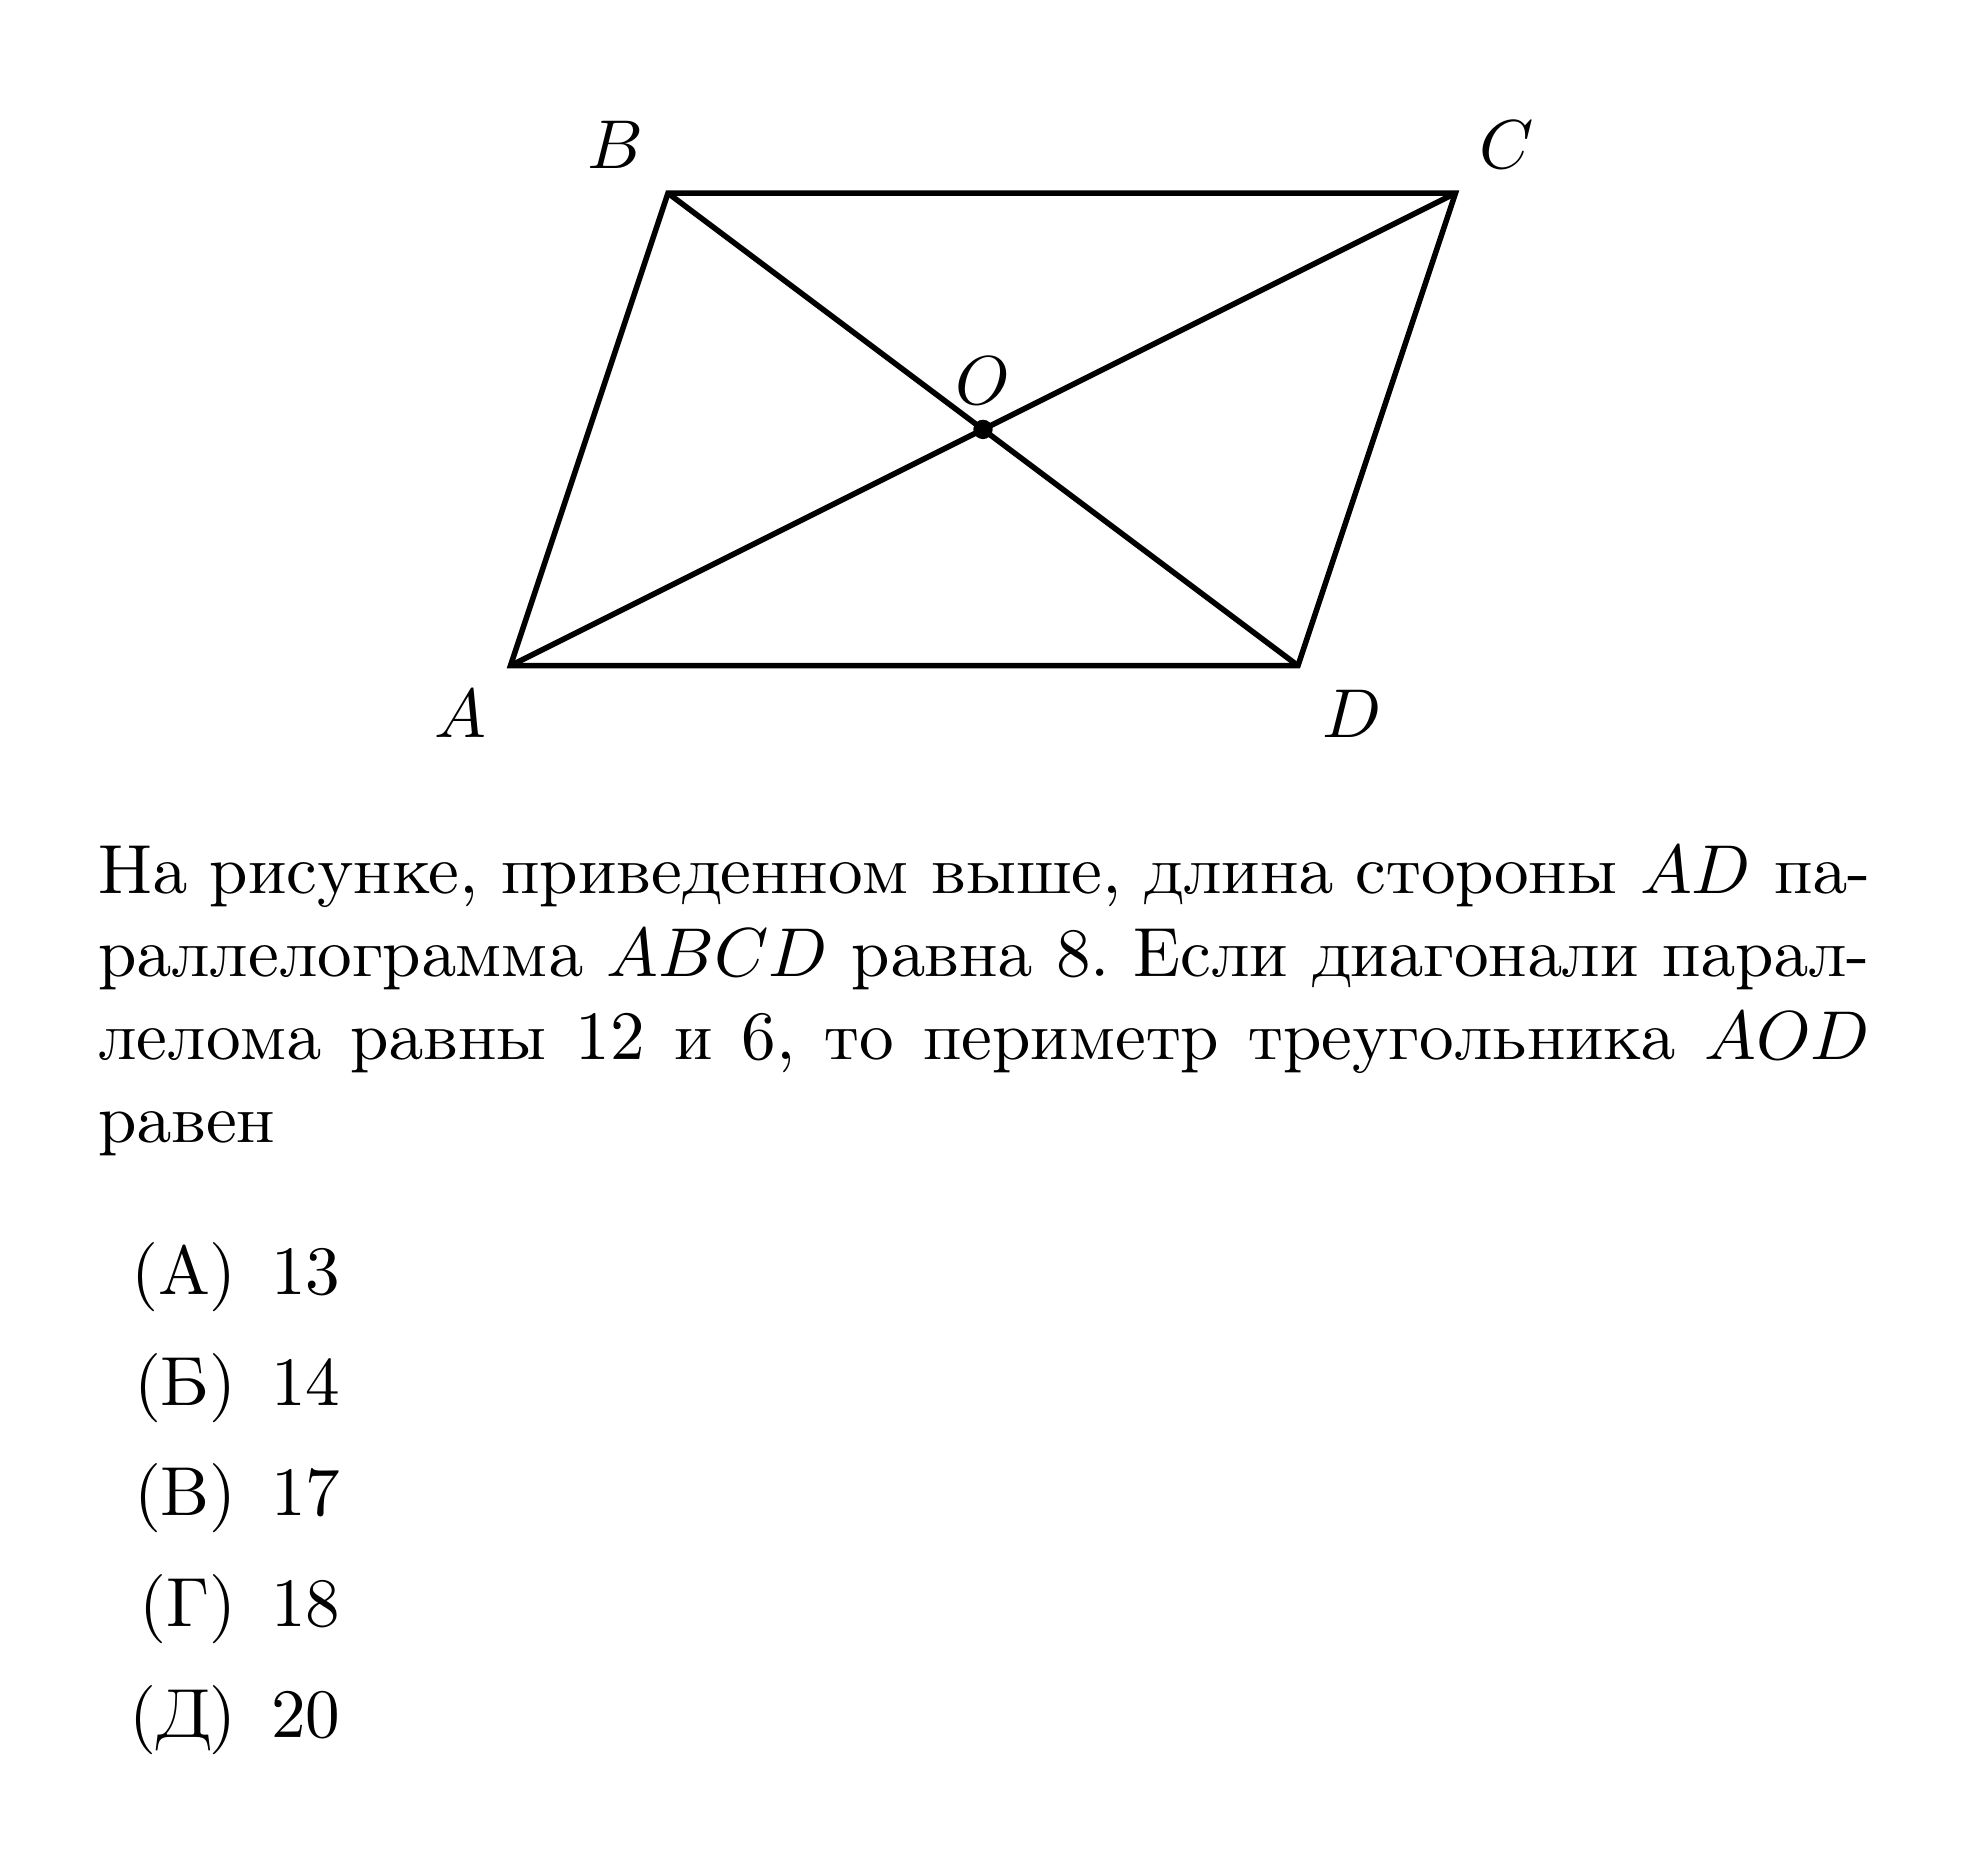 B C
O
A D
На рисунке, приведенном выше, длина стороны AD па-
раллелограмма ABCD равна 8. Если диагонали парал-
лелома равны 12 и 6, то периметр треугольника AOD
равен
(А) 13
(Б) 14
(В) 17
(Г) 18
(Д) 20